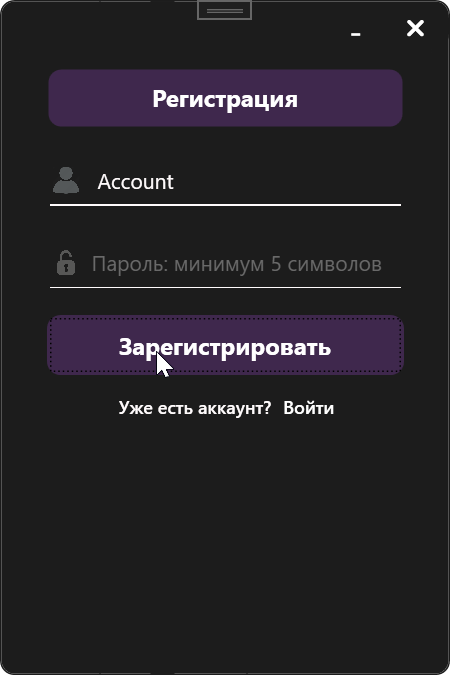 Регистрация
Account
Пароль: минимум 5 символов
Зарегистрировать
Уже есть аккаунт? Войти